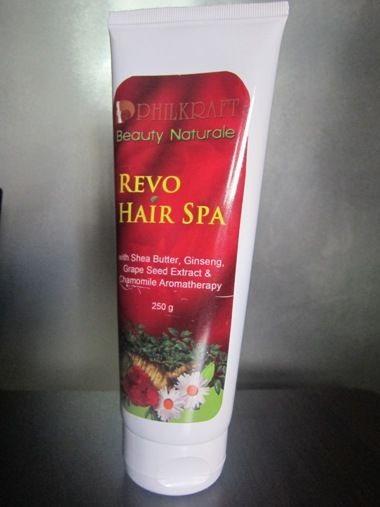 PHILKRAFT
Beauty Naturale
REVO
HAIR SPA
with Shea Butter, Ginseng,
Grape Seed Extract &
Chamomile Aromatherapy
250 g